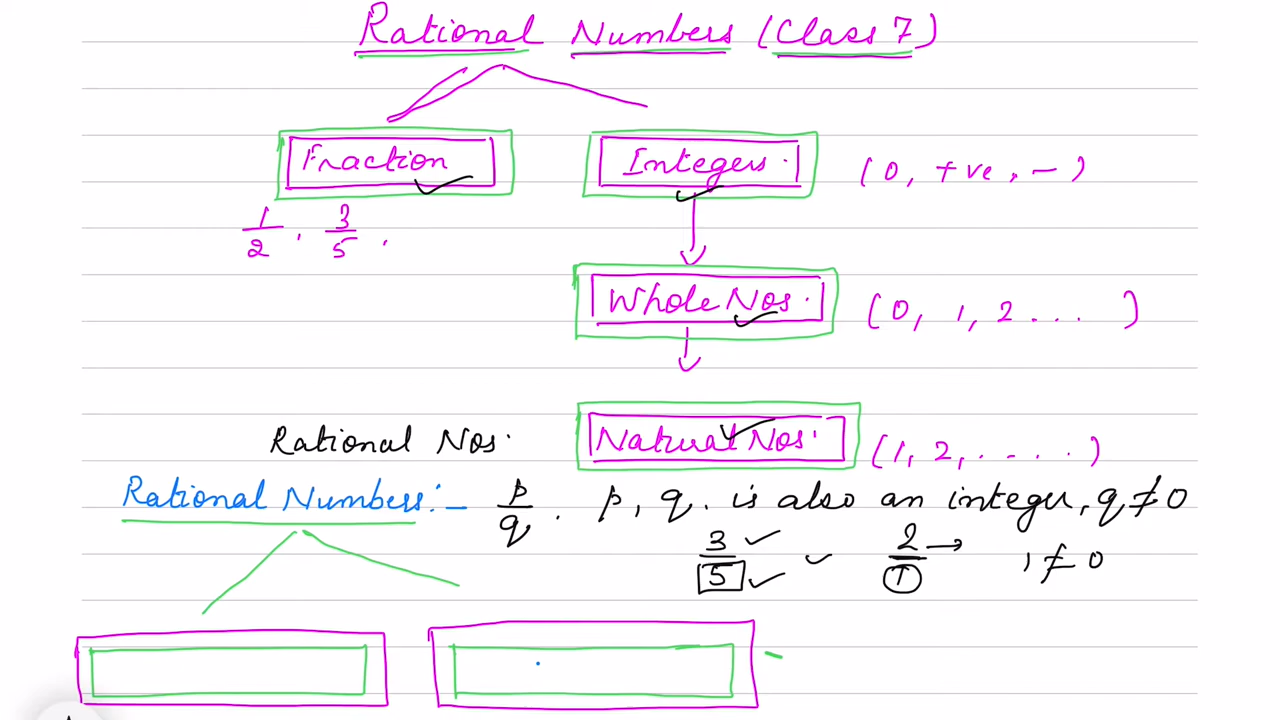 Rational Numbers (Class 7)
Fraction Integers. (0, +ve, -)
1/2, 3/5,
Whole Nos. (0, 1, 2 ... )
Rational Nos. Natural Nos. (1, 2, ..... )
Rational Numbers:- p/q. p, q. is also an integer, q ≠ 0
3/5 2/1 → , ≠ 0